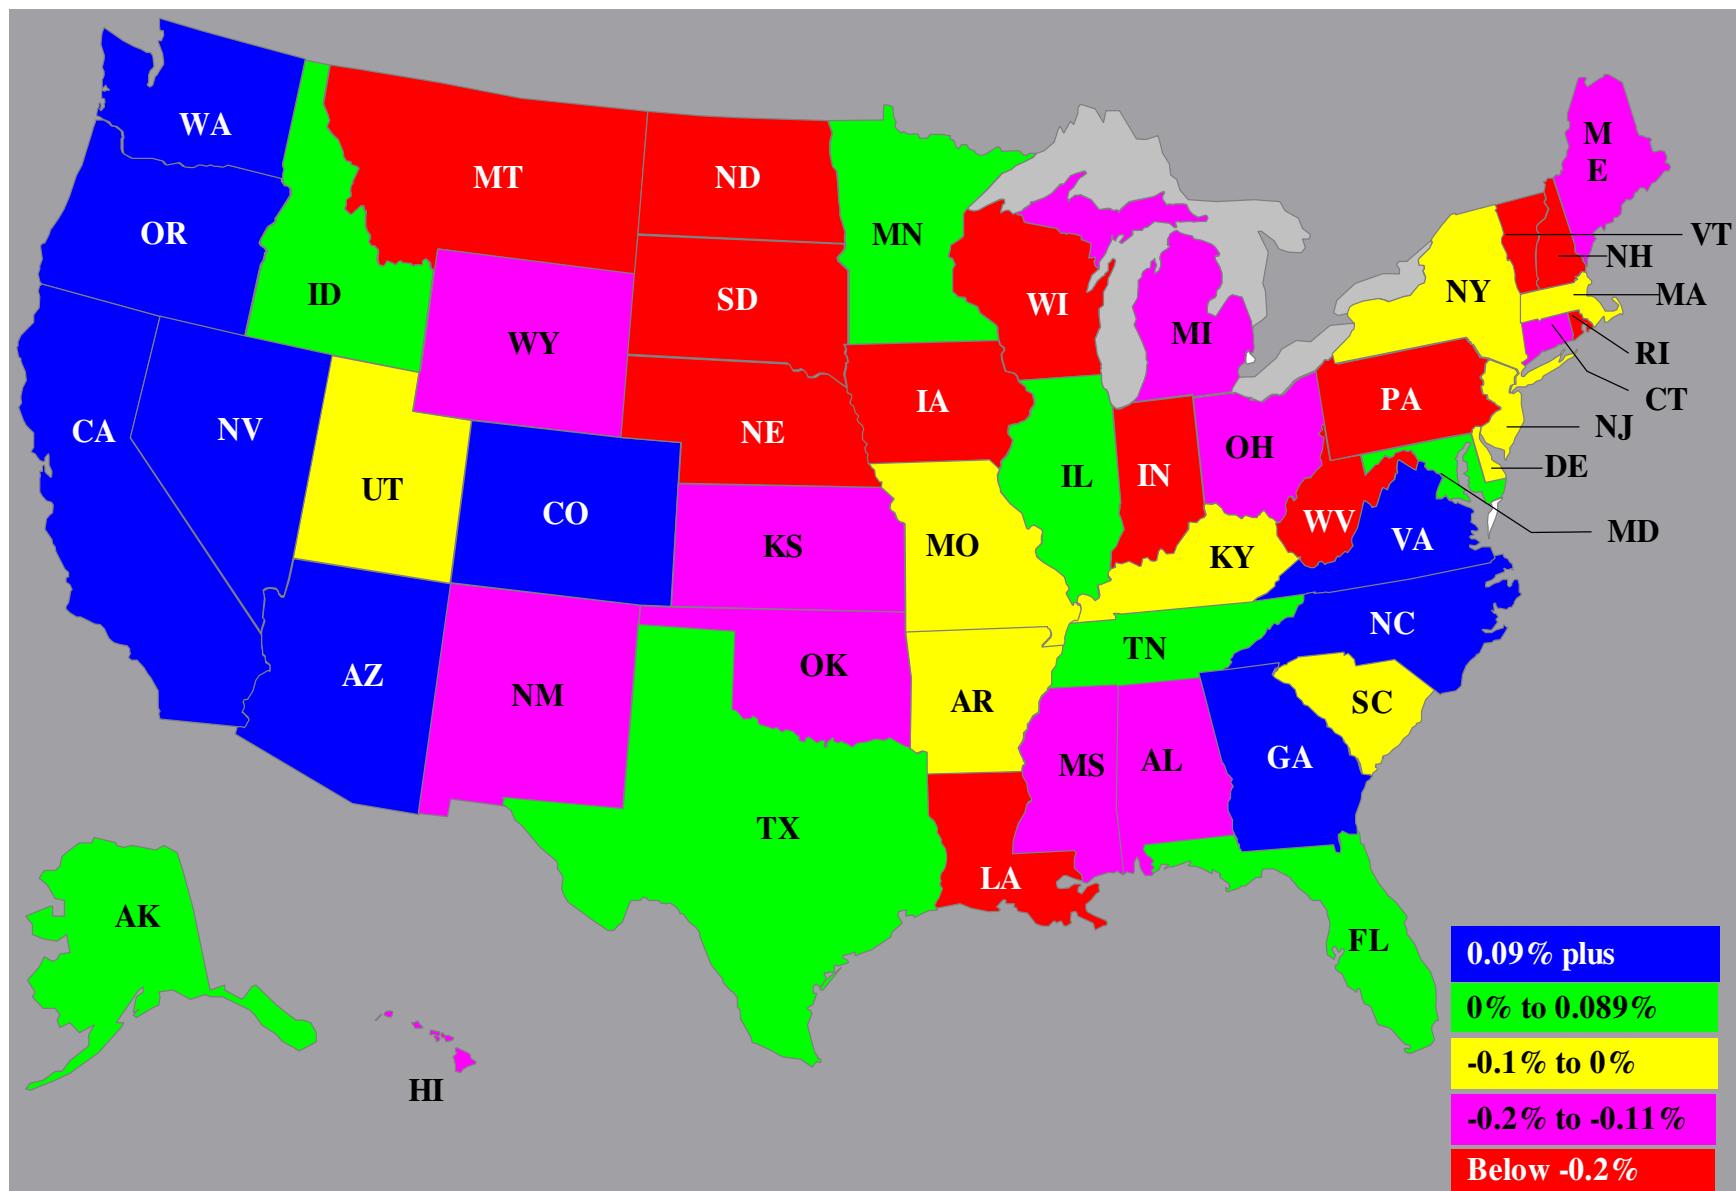 WA
MT
ND
OR
MN
ID
SD
WI
WY
MI
NY
M
E
VT
NH
MA
RI
CT
NJ
DE
MD
CA
NV
UT
CO
NE
IA
IL
IN
OH
PA
WV
VA
KS
MO
KY
NC
TN
AZ
NM
OK
AR
SC
MS
AL
GA
TX
LA
FL
AK
HI
0.09% plus
0% to 0.089%
-0.1% to 0%
-0.2% to -0.11%
Below -0.2%